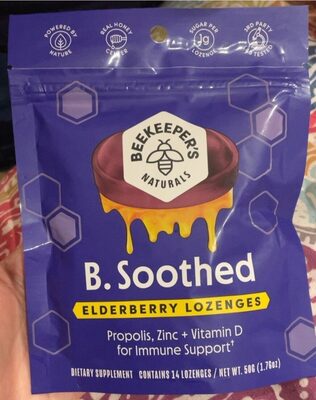 POWERED BY
NATURE
REAL HONEY
CENTER
SUGAR PER
LOZENGE
3RD PARTY
LAB TESTED
BEEKEEPER'S
NATURALS
B. Soothed
ELDERBERRY LOZENGES
Propolis, Zinc + Vitamin D
for Immune Support†
DIETARY SUPPLEMENT CONTAINS 14 LOZENGES / NET WT. 50G (1.76oz)